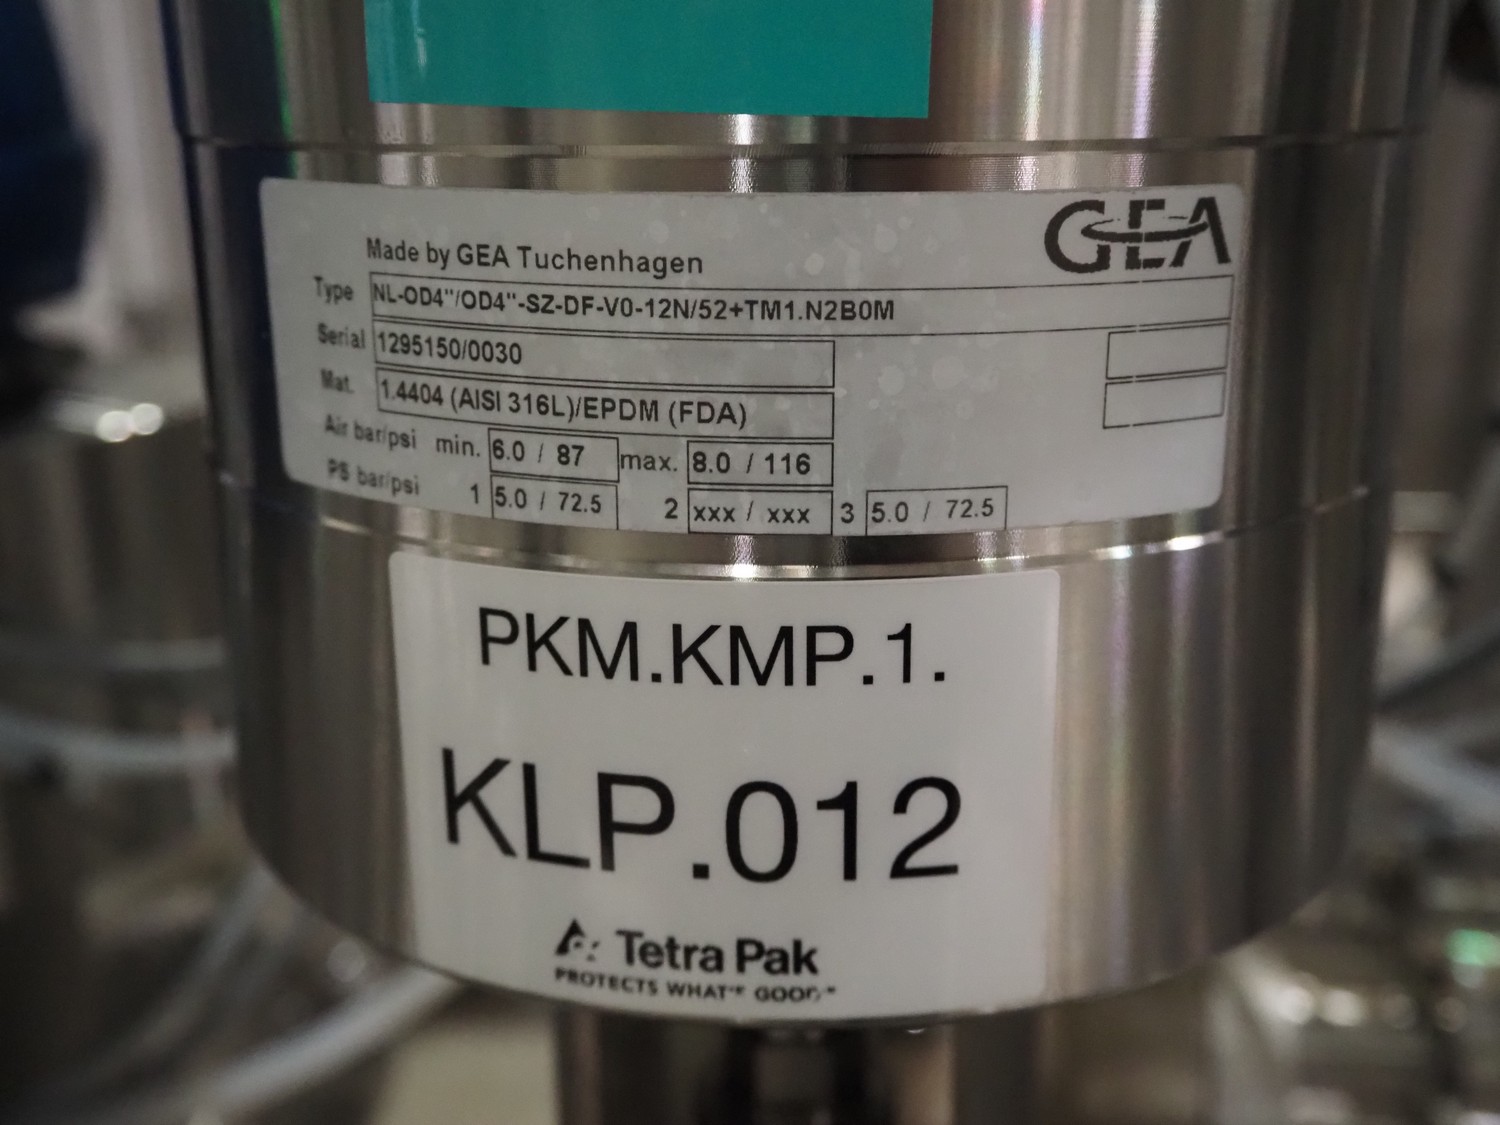 GEA
Made by GEA Tuchenhagen
Type NL-OD4"/OD4"-SZ-DF-V0-12N/52+TM1.N2B0M
Serial 1295150/0030
Mat. 1.4404 (AISI 316L)/EPDM (FDA)
Air bar/psi min. 6.0 / 87 max. 8.0 / 116
PS bar/psi 1 5.0 / 72.5 2 xxx / xxx 3 5.0 / 72.5
PKM.KMP.1.
KLP.012
Tetra Pak
PROTECTS WHAT'S GOOD™